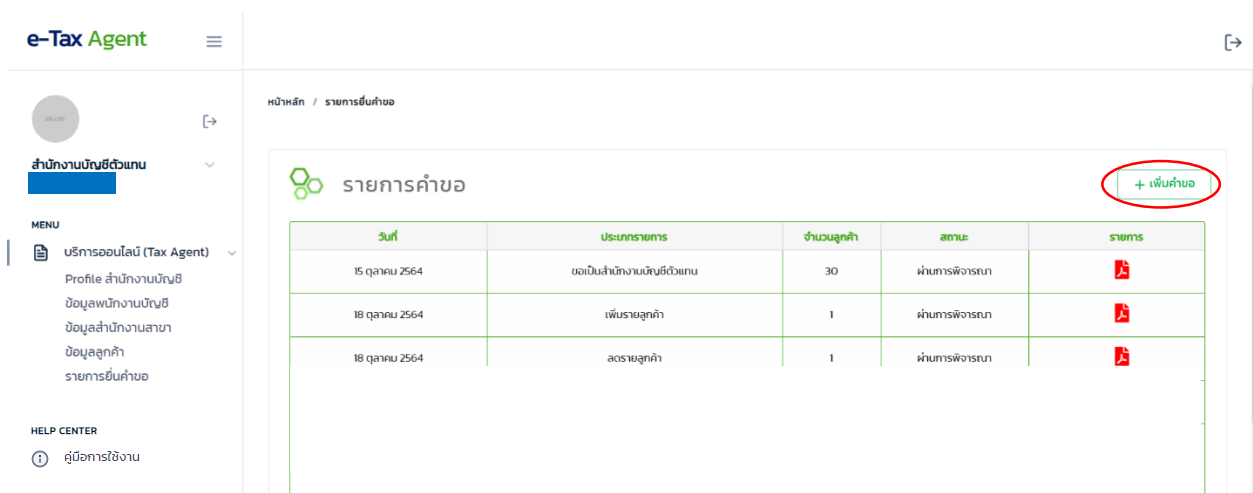 e-Tax Agent
หน้าหลัก / รายการยื่นคำขอ
สำนักงานบัญชีตัวแทน
MENU
บริการออนไลน์ (Tax Agent)
Profile สำนักงานบัญชี
ข้อมูลพนักงานบัญชี
ข้อมูลสำนักงานสาขา
ข้อมูลลูกค้า
รายการยื่นคำขอ
HELP CENTER
คู่มือการใช้งาน
รายการคำขอ
+ เพิ่มคำขอ
วันที่ ประเภทรายการ จำนวนลูกค้า สถานะ รายการ
15 ตุลาคม 2564 ขอเป็นสำนักงานบัญชีตัวแทน 30 ผ่านการพิจารณา
18 ตุลาคม 2564 เพิ่มรายลูกค้า 1 ผ่านการพิจารณา
18 ตุลาคม 2564 ลดรายลูกค้า 1 ผ่านการพิจารณา